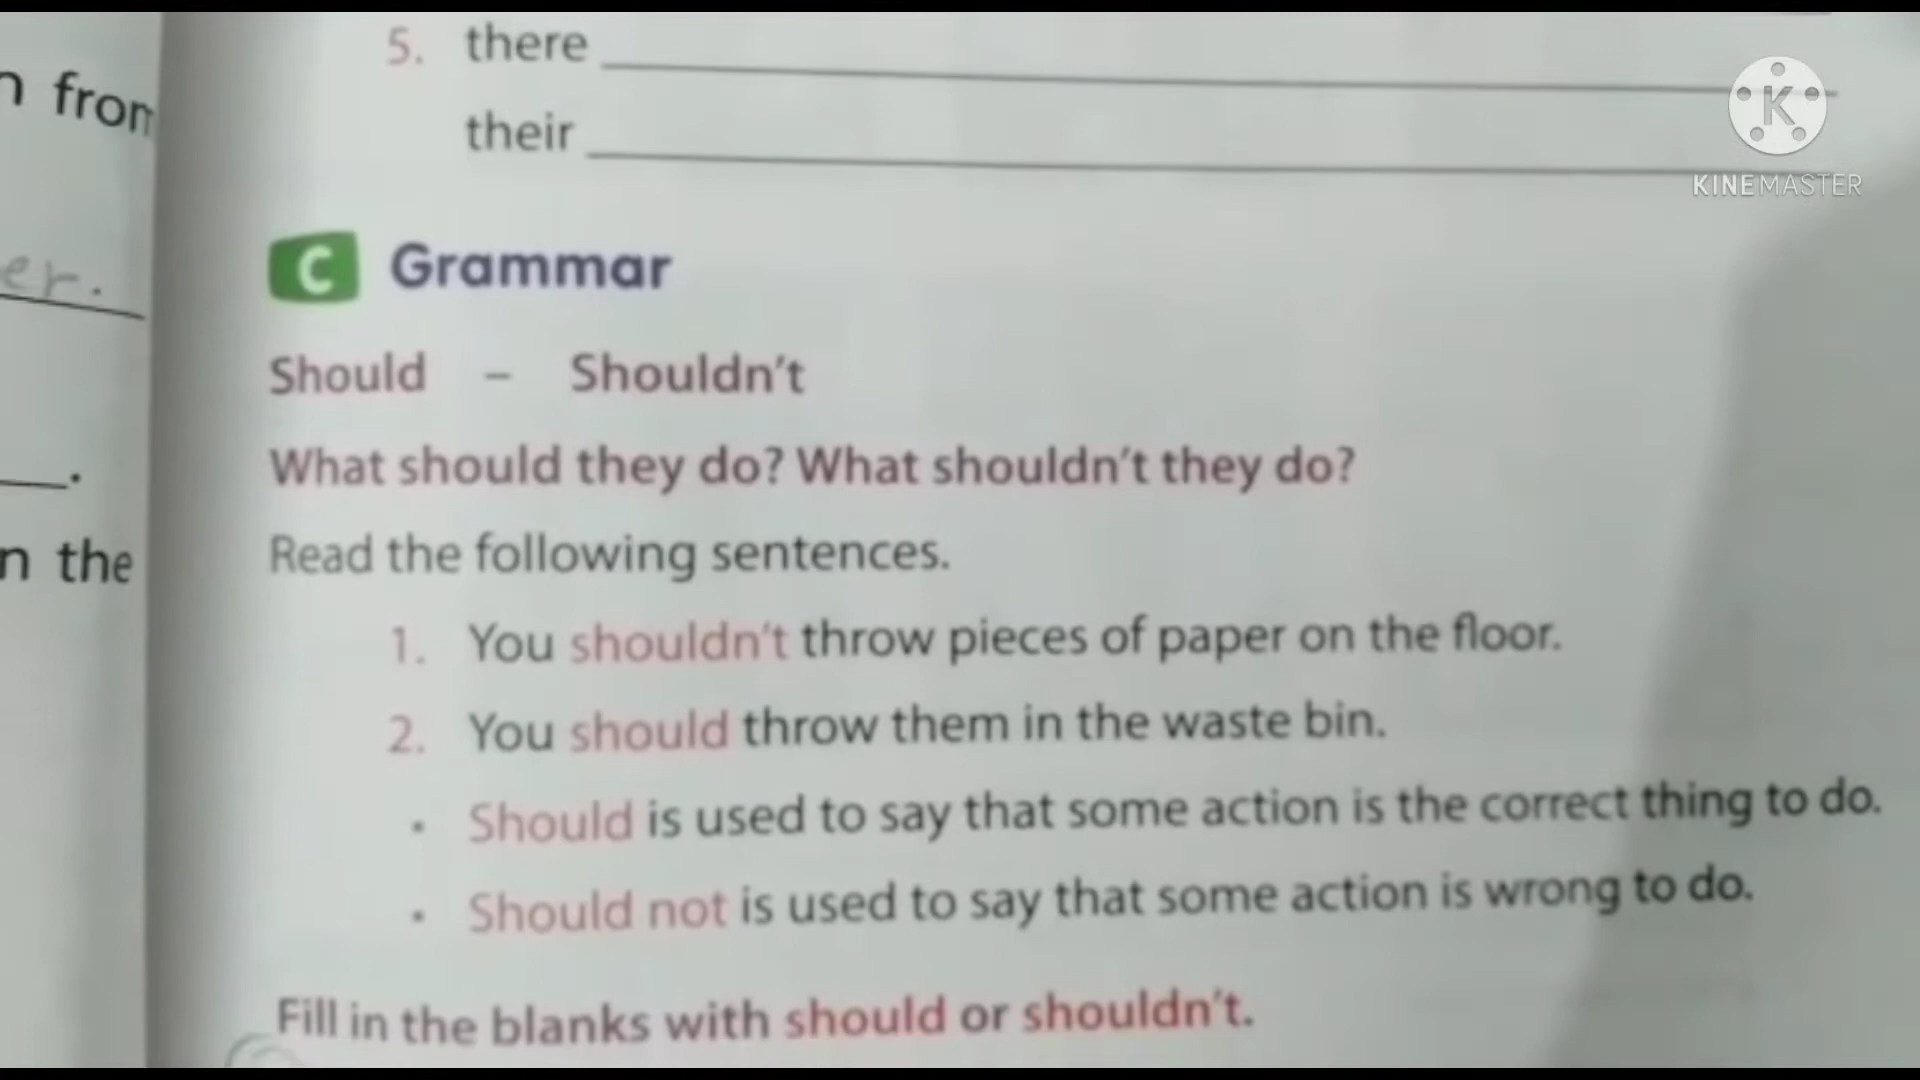 5. there
their
n from
er.
n the
KINEMASTER
C Grammar
Should – Shouldn't
What should they do? What shouldn't they do?
Read the following sentences.
1. You shouldn't throw pieces of paper on the floor.
2. You should throw them in the waste bin.
• Should is used to say that some action is the correct thing to do.
• Should not is used to say that some action is wrong to do.
Fill in the blanks with should or shouldn't.